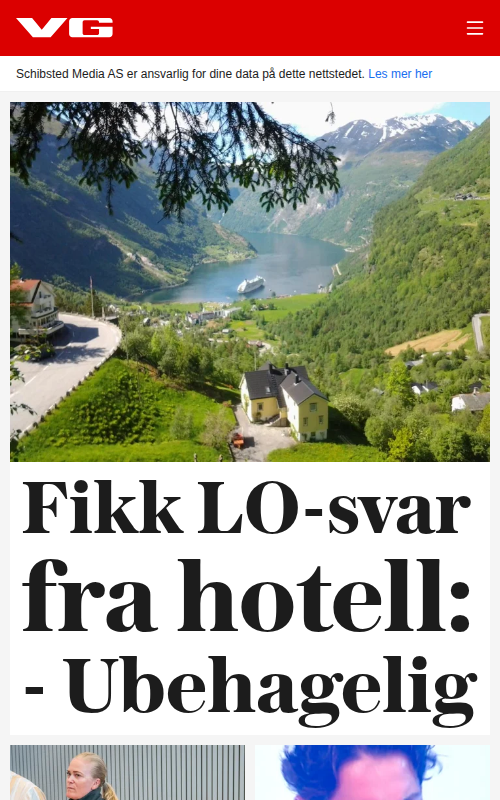 VG
Schibsted Media AS er ansvarlig for dine data på dette nettstedet. Les mer her
Fikk LO-svar
fra hotell:
- Ubehagelig